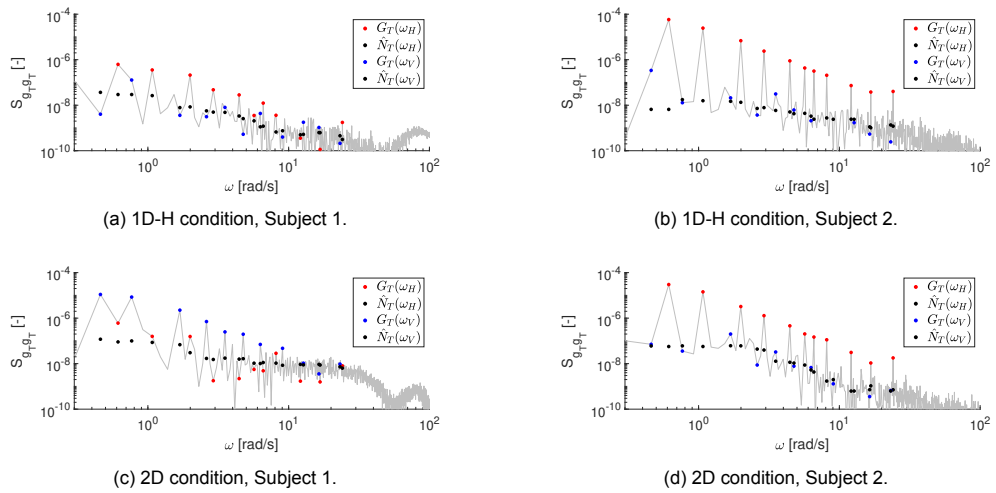 10^-4
10^-6
10^-8
10^-10
S_{g_T g_T} [-]
10^0
10^1
10^2
ω [rad/s]
G_T(ω_H)
N̂_T(ω_H)
G_T(ω_V)
N̂_T(ω_V)
(a) 1D-H condition, Subject 1.
10^-4
10^-6
10^-8
10^-10
S_{g_T g_T} [-]
10^0
10^1
10^2
ω [rad/s]
G_T(ω_H)
N̂_T(ω_H)
G_T(ω_V)
N̂_T(ω_V)
(b) 1D-H condition, Subject 2.
10^-4
10^-6
10^-8
10^-10
S_{g_T g_T} [-]
10^0
10^1
10^2
ω [rad/s]
G_T(ω_H)
N̂_T(ω_H)
G_T(ω_V)
N̂_T(ω_V)
(c) 2D condition, Subject 1.
10^-4
10^-6
10^-8
10^-10
S_{g_T g_T} [-]
10^0
10^1
10^2
ω [rad/s]
G_T(ω_H)
N̂_T(ω_H)
G_T(ω_V)
N̂_T(ω_V)
(d) 2D condition, Subject 2.